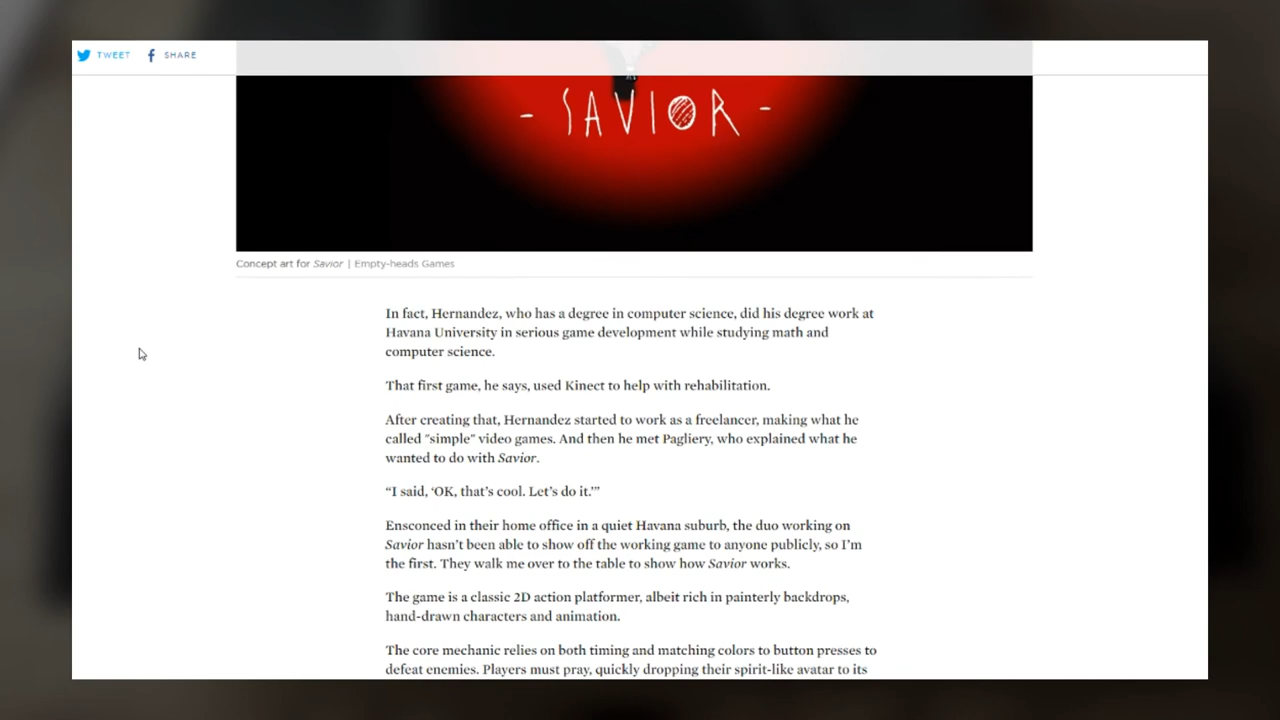 TWEET SHARE
- SAVIOR -
Concept art for Savior | Empty-heads Games
In fact, Hernandez, who has a degree in computer science, did his degree work at
Havana University in serious game development while studying math and
computer science.
That first game, he says, used Kinect to help with rehabilitation.
After creating that, Hernandez started to work as a freelancer, making what he
called "simple" video games. And then he met Pagliery, who explained what he
wanted to do with Savior.
“I said, ‘OK, that’s cool. Let’s do it.’”
Ensconced in their home office in a quiet Havana suburb, the duo working on
Savior hasn’t been able to show off the working game to anyone publicly, so I’m
the first. They walk me over to the table to show how Savior works.
The game is a classic 2D action platformer, albeit rich in painterly backdrops,
hand-drawn characters and animation.
The core mechanic relies on both timing and matching colors to button presses to
defeat enemies. Players must pray, quickly dropping their spirit-like avatar to its